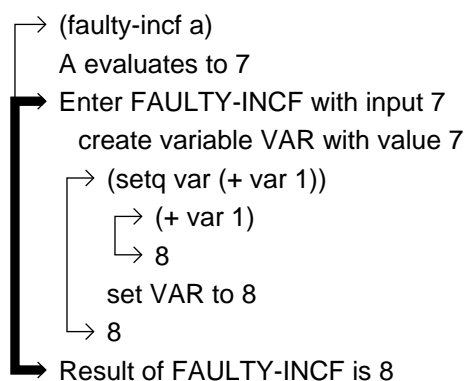 (faulty-incf a)
A evaluates to 7
Enter FAULTY-INCF with input 7
create variable VAR with value 7
(setq var (+ var 1))
(+ var 1)
8
set VAR to 8
8
Result of FAULTY-INCF is 8